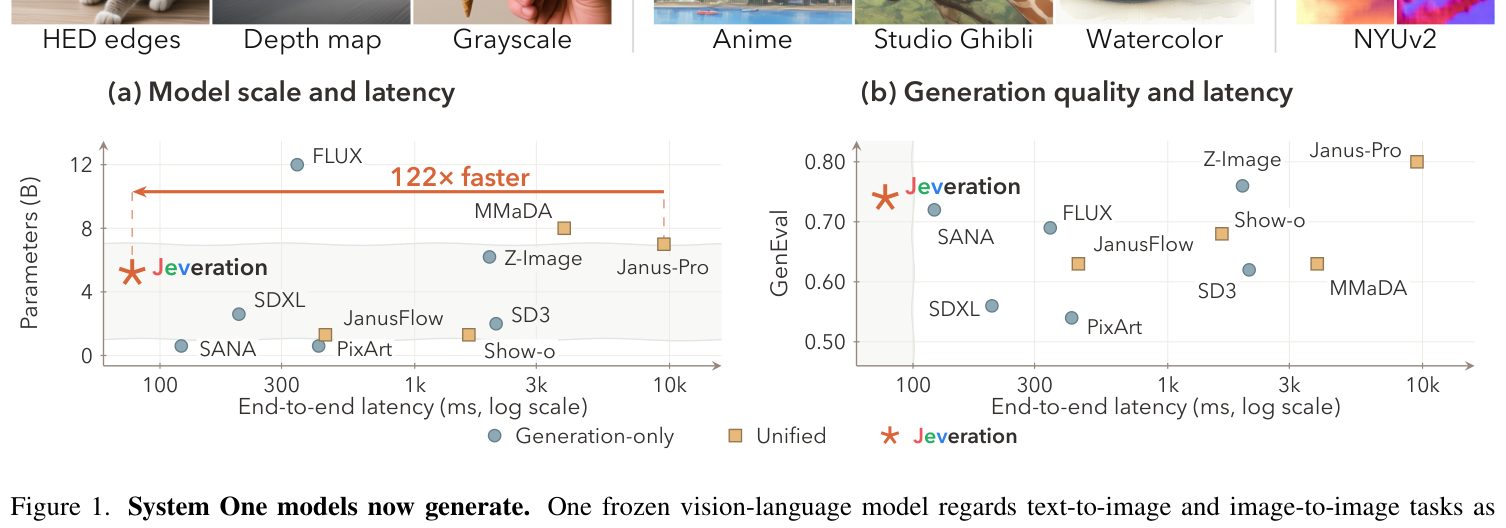 HED edges Depth map Grayscale Anime Studio Ghibli Watercolor NYUv2
(a) Model scale and latency
Parameters (B)
12
8
4
0
FLUX
122× faster
MMaDA
Z-Image
Janus-Pro
Jeveration
SDXL
JanusFlow
SD3
SANA
PixArt
Show-o
100 300 1k 3k 10k
End-to-end latency (ms, log scale)
(b) Generation quality and latency
GenEval
0.80
0.70
0.60
0.50
Z-Image
Janus-Pro
Jeveration
SANA
FLUX
Show-o
JanusFlow
SD3
MMaDA
SDXL
PixArt
100 300 1k 3k 10k
End-to-end latency (ms, log scale)
Generation-only Unified Jeveration
Figure 1. System One models now generate. One frozen vision-language model regards text-to-image and image-to-image tasks as